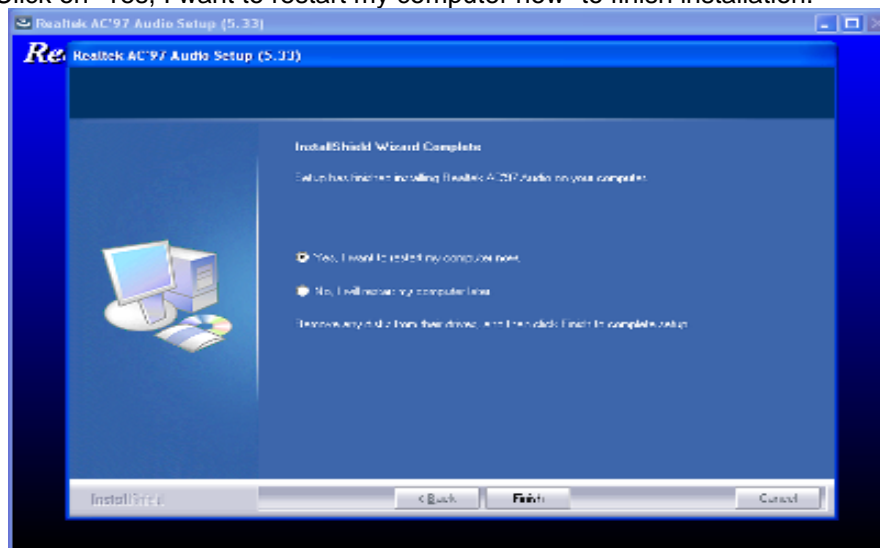 Click on "Yes, I want to restart my computer now" to finish installation.
Realtek AC'97 Audio Setup (5.33)
Re
Realtek AC'97 Audio Setup (5.33)
InstallShield Wizard Complete
Setup has finished installing Realtek AC'97 Audio on your computer.
Yes, I want to restart my computer now.
No, I will restart my computer later.
Remove any disks from their drives, and then click Finish to complete setup.
InstallShield
< Back
Finish
Cancel